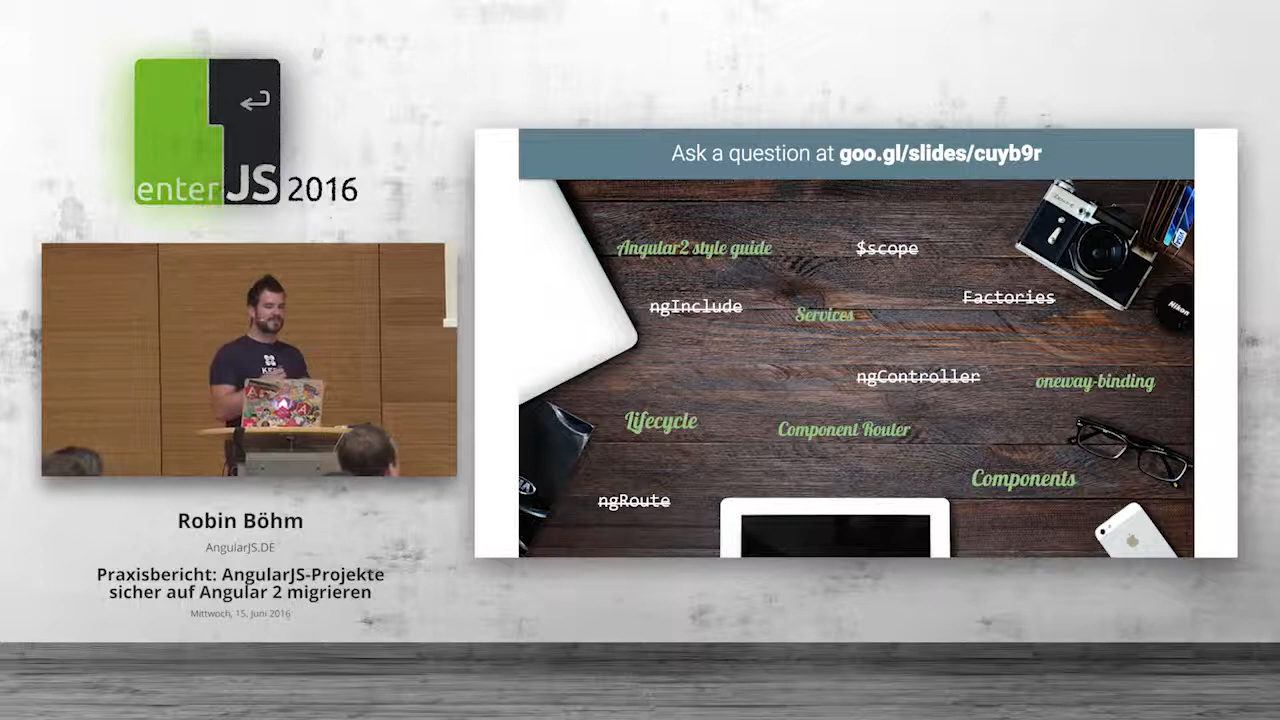 enterJS 2016
Robin Böhm
AngularJS.DE
Praxisbericht: AngularJS-Projekte
sicher auf Angular 2 migrieren
Mittwoch, 15. Juni 2016
Ask a question at goo.gl/slides/cuyb9r
Angular2 style guide
$scope
ngInclude
Services
Factories
ngController
oneway-binding
Lifecycle
Component Router
Components
ngRoute
Nikon